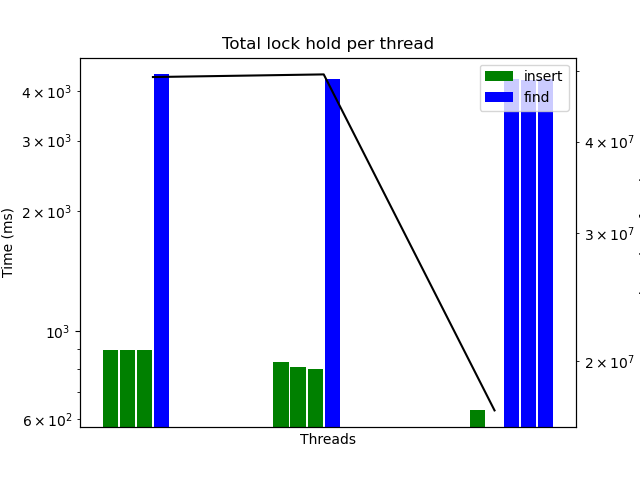 Total lock hold per thread
insert
find
4 × 10³
3 × 10³
2 × 10³
10³
6 × 10²
Time (ms)
4 × 10⁷
3 × 10⁷
2 × 10⁷
Threads